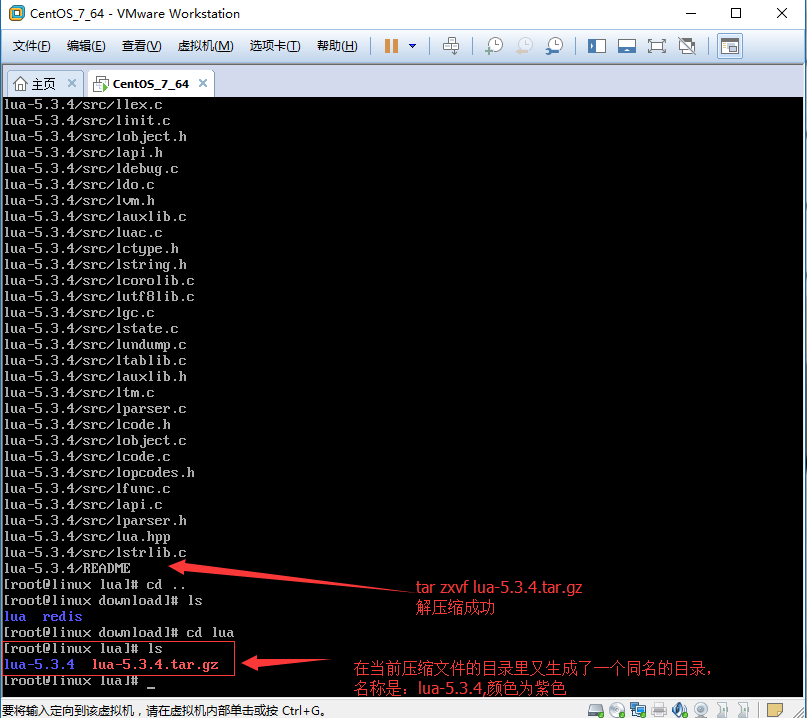 CentOS_7_64 - VMware Workstation
文件(F) 编辑(E) 查看(V) 虚拟机(M) 选项卡(T) 帮助(H)
主页 CentOS_7_64
lua-5.3.4/src/llex.c
lua-5.3.4/src/linit.c
lua-5.3.4/src/lobject.h
lua-5.3.4/src/lapi.h
lua-5.3.4/src/ldebug.c
lua-5.3.4/src/ldo.c
lua-5.3.4/src/lvm.h
lua-5.3.4/src/lauxlib.c
lua-5.3.4/src/luac.c
lua-5.3.4/src/lctype.h
lua-5.3.4/src/lstring.h
lua-5.3.4/src/lcorolib.c
lua-5.3.4/src/lutf8lib.c
lua-5.3.4/src/lgc.c
lua-5.3.4/src/lstate.c
lua-5.3.4/src/lundump.c
lua-5.3.4/src/ltablib.c
lua-5.3.4/src/lauxlib.h
lua-5.3.4/src/ltm.c
lua-5.3.4/src/lparser.c
lua-5.3.4/src/lcode.h
lua-5.3.4/src/lobject.c
lua-5.3.4/src/lcode.c
lua-5.3.4/src/lopcodes.h
lua-5.3.4/src/lfunc.c
lua-5.3.4/src/lapi.c
lua-5.3.4/src/lparser.h
lua-5.3.4/src/lua.hpp
lua-5.3.4/src/lstrlib.c
lua-5.3.4/README
[root@linux lua]# cd ..
[root@linux download]# ls
lua redis
[root@linux download]# cd lua
[root@linux lua]# ls
lua-5.3.4 lua-5.3.4.tar.gz
[root@linux lua]# _
tar zxvf lua-5.3.4.tar.gz
解压缩成功
在当前压缩文件的目录里又生成了一个同名的目录，
名称是：lua-5.3.4,颜色为紫色
要将输入定向到该虚拟机，请在虚拟机内部单击或按 Ctrl+G。